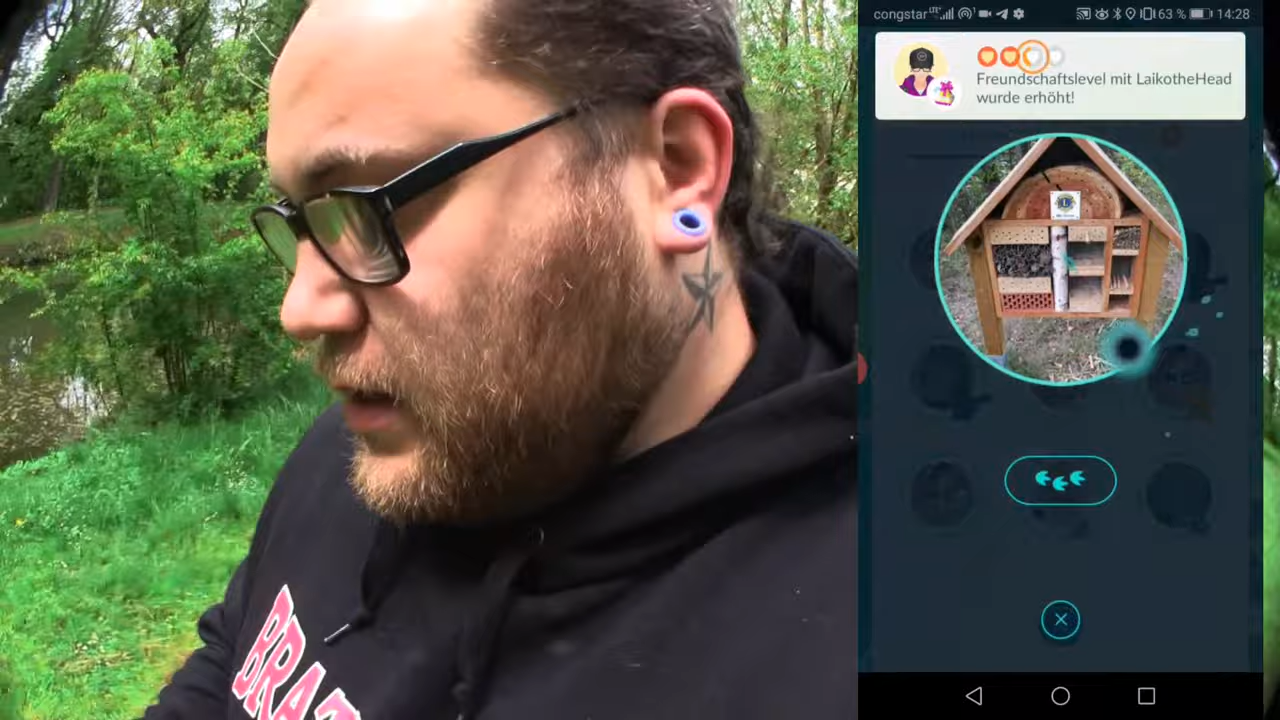 congstar
63 %
14:28
Freundschaftslevel mit LaikotheHead
wurde erhöht!
BRA